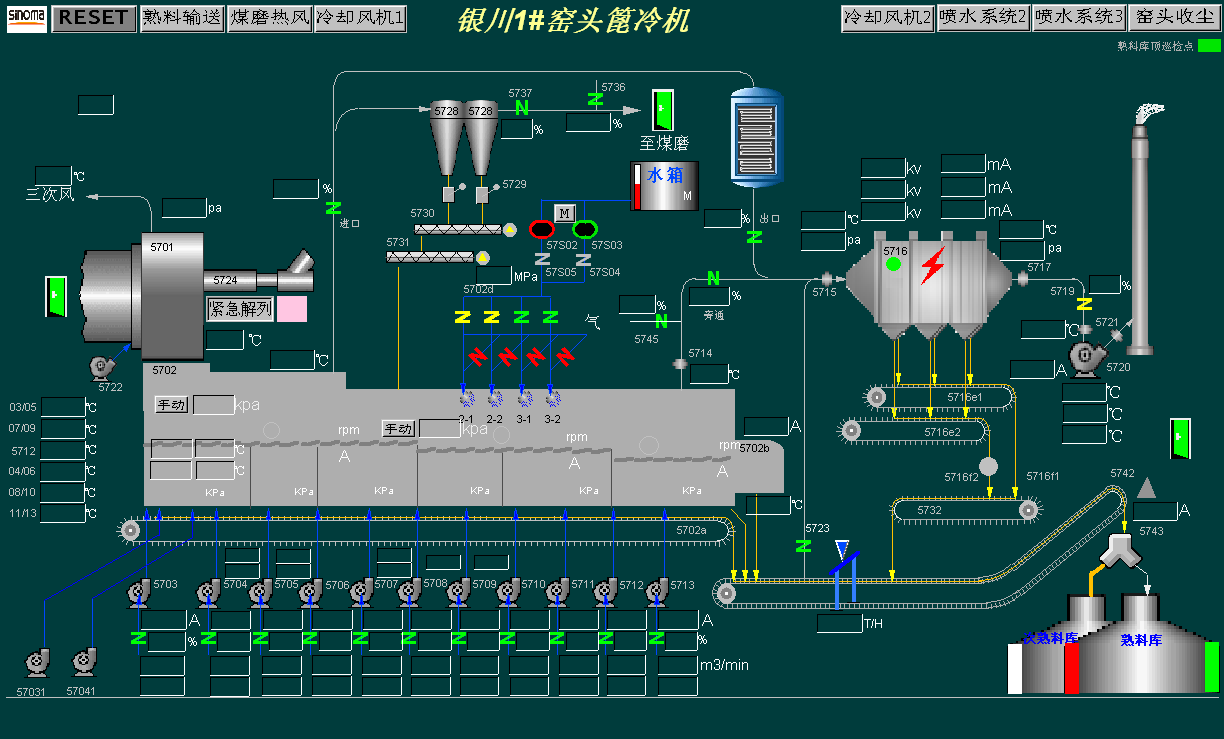 sinoma
RESET
熟料输送
煤磨热风
冷却风机1
银川1#窑头篦冷机
冷却风机2
喷水系统2
喷水系统3
窑头收尘
熟料库顶巡检点
5728
5728
5737
%
5736
%
至煤磨
水箱
M
kv
kv
kv
mA
mA
mA
℃
三次风
pa
%
进口
5729
5730
5731
M
57S02
57S03
57S05
57S04
MPa
5702d
%
出口
℃
pa
5716
℃
pa
5717
5715
5719
%
5721
5720
5701
5724
紧急解列
℃
℃
5722
5702
%
旁通
%
5745
气
5714
℃
℃
A
℃
℃
℃
03/05
℃
07/09
℃
5712
℃
04/06
℃
08/10
℃
11/13
℃
手动
kpa
rpm
A
手动
kpa
2-1
2-2
3-1
3-2
rpm
A
rpm
A
5702b
A
℃
℃
℃
KPa
KPa
KPa
KPa
KPa
KPa
5702a
℃
5716e1
5716e2
5716f2
5716f1
5732
5742
A
5743
5723
T/H
5703
5704
5705
5706
5707
5708
5709
5710
5711
5712
5713
A
%
A
%
m3/min
57031
57041
熟料库
熟料库